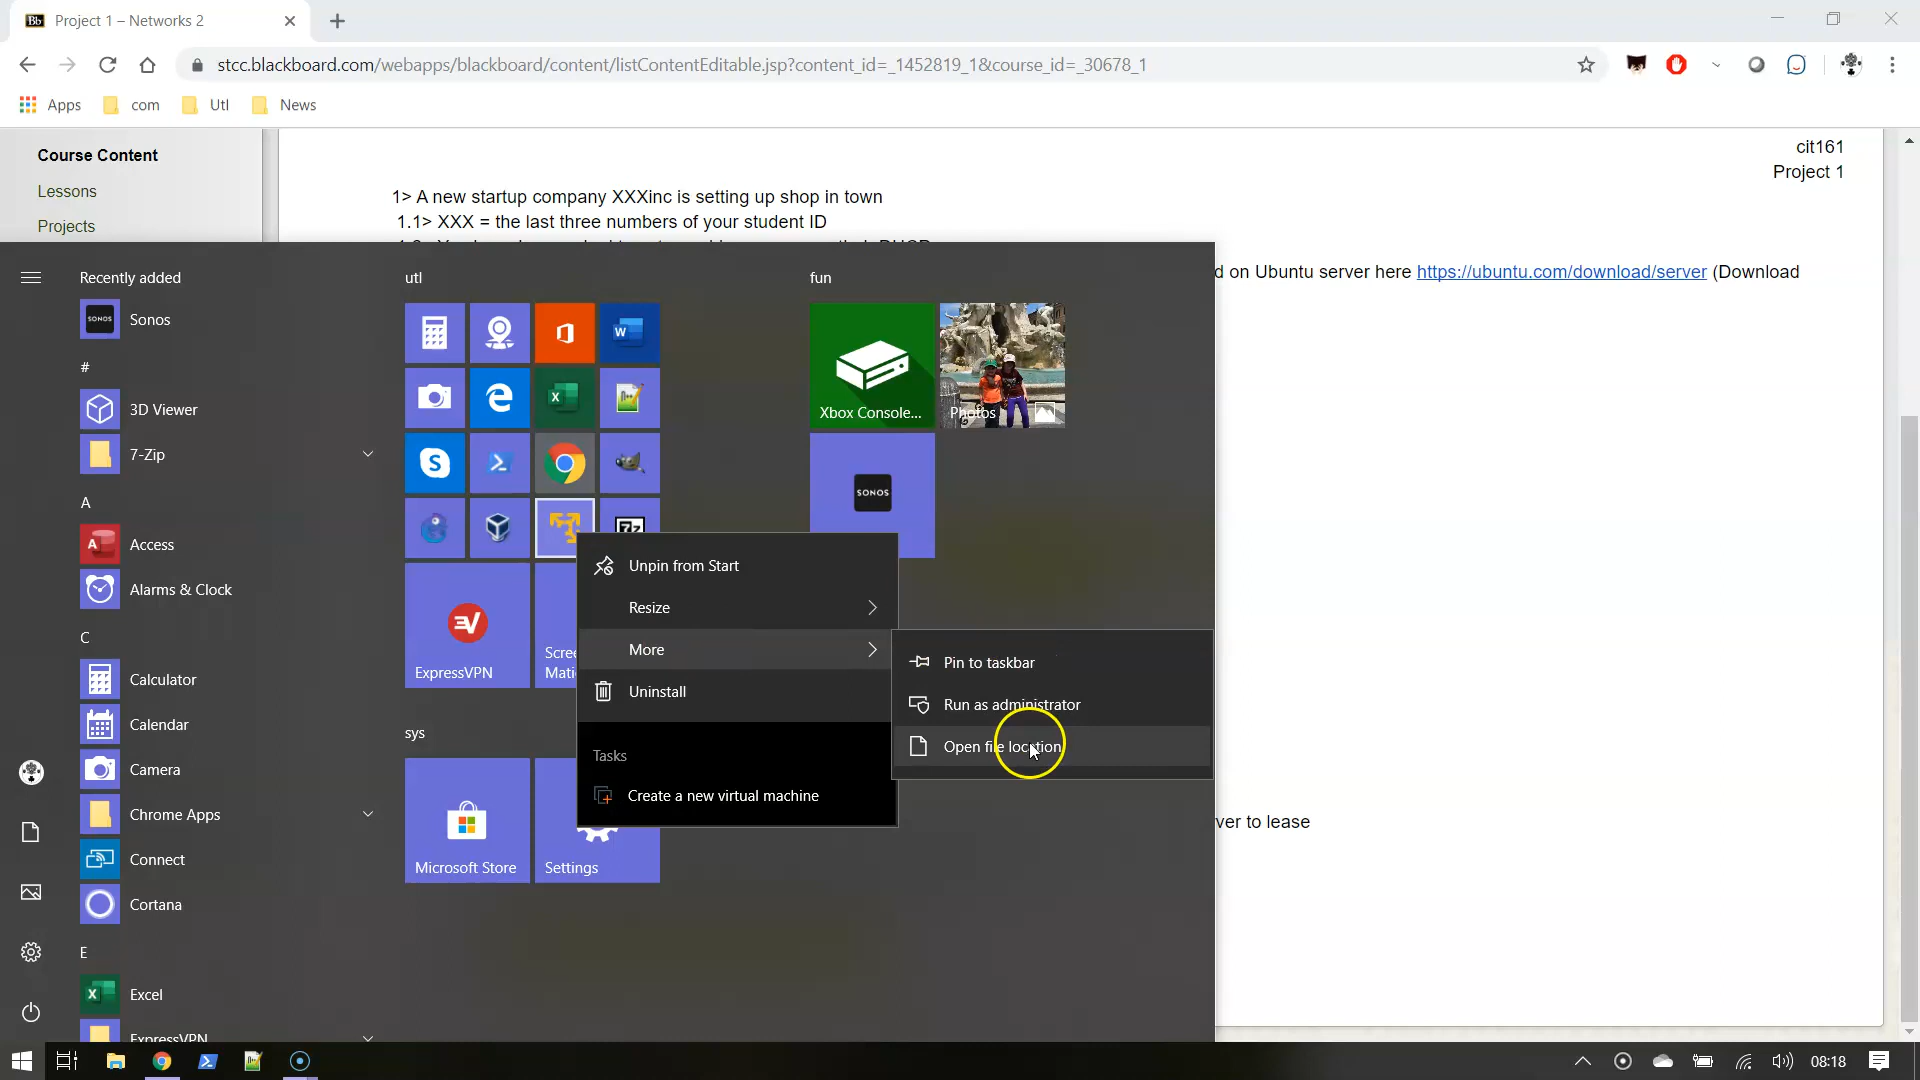 Bb Project 1 – Networks 2
stcc.blackboard.com/webapps/blackboard/content/listContentEditable.jsp?content_id=_1452819_1&course_id=_30678_1
Apps com Utl News
Course Content
Lessons
Projects
cit161
Project 1
1> A new startup company XXXinc is setting up shop in town
1.1> XXX = the last three numbers of your student ID
d on Ubuntu server here https://ubuntu.com/download/server (Download
ver to lease
Recently added
SONOS Sonos
#
3D Viewer
7-Zip
A
Access
Alarms & Clock
C
Calculator
Calendar
Camera
Chrome Apps
Connect
Cortana
E
Excel
ExpressVPN
utl
ExpressVPN
Scree
Mati
sys
Microsoft Store
Settings
fun
Xbox Console...
Photos
SONOS
Unpin from Start
Resize
More
Uninstall
Tasks
Create a new virtual machine
Pin to taskbar
Run as administrator
Open file location
08:18